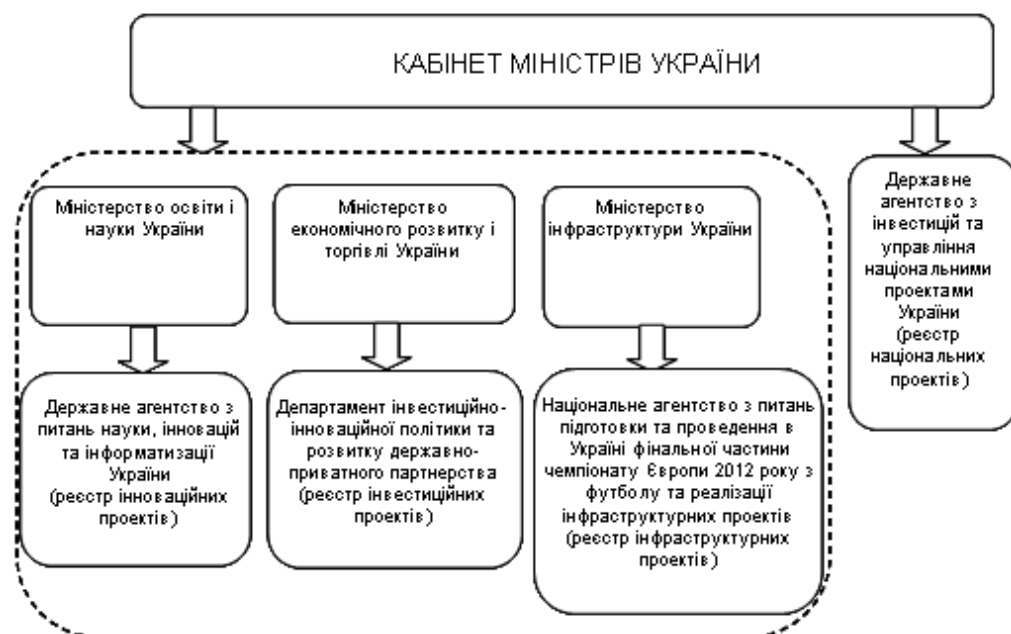 КАБІНЕТ МІНІСТРІВ УКРАЇНИ
Міністерство освіти і
науки України
Міністерство
економічного розвитку і
торгівлі України
Міністерство
інфраструктури України
Державне
агентство з
інвестицій та
управління
національними
проектами
України
(реєстр
національних
проектів)
Державне агентство з
питань науки, інновацій
та інформатизації
України
(реєстр інноваційних
проектів)
Департамент інвестиційно-
інноваційної політики та
розвитку державно-
приватного партнерства
(реєстр інвестиційних
проектів)
Національне агентство з питань
підготовки та проведення в
Україні фінальної частини
чемпіонату Європи 2012 року з
футболу та реалізації
інфраструктурних проектів
(реєстр інфраструктурних
проектів)